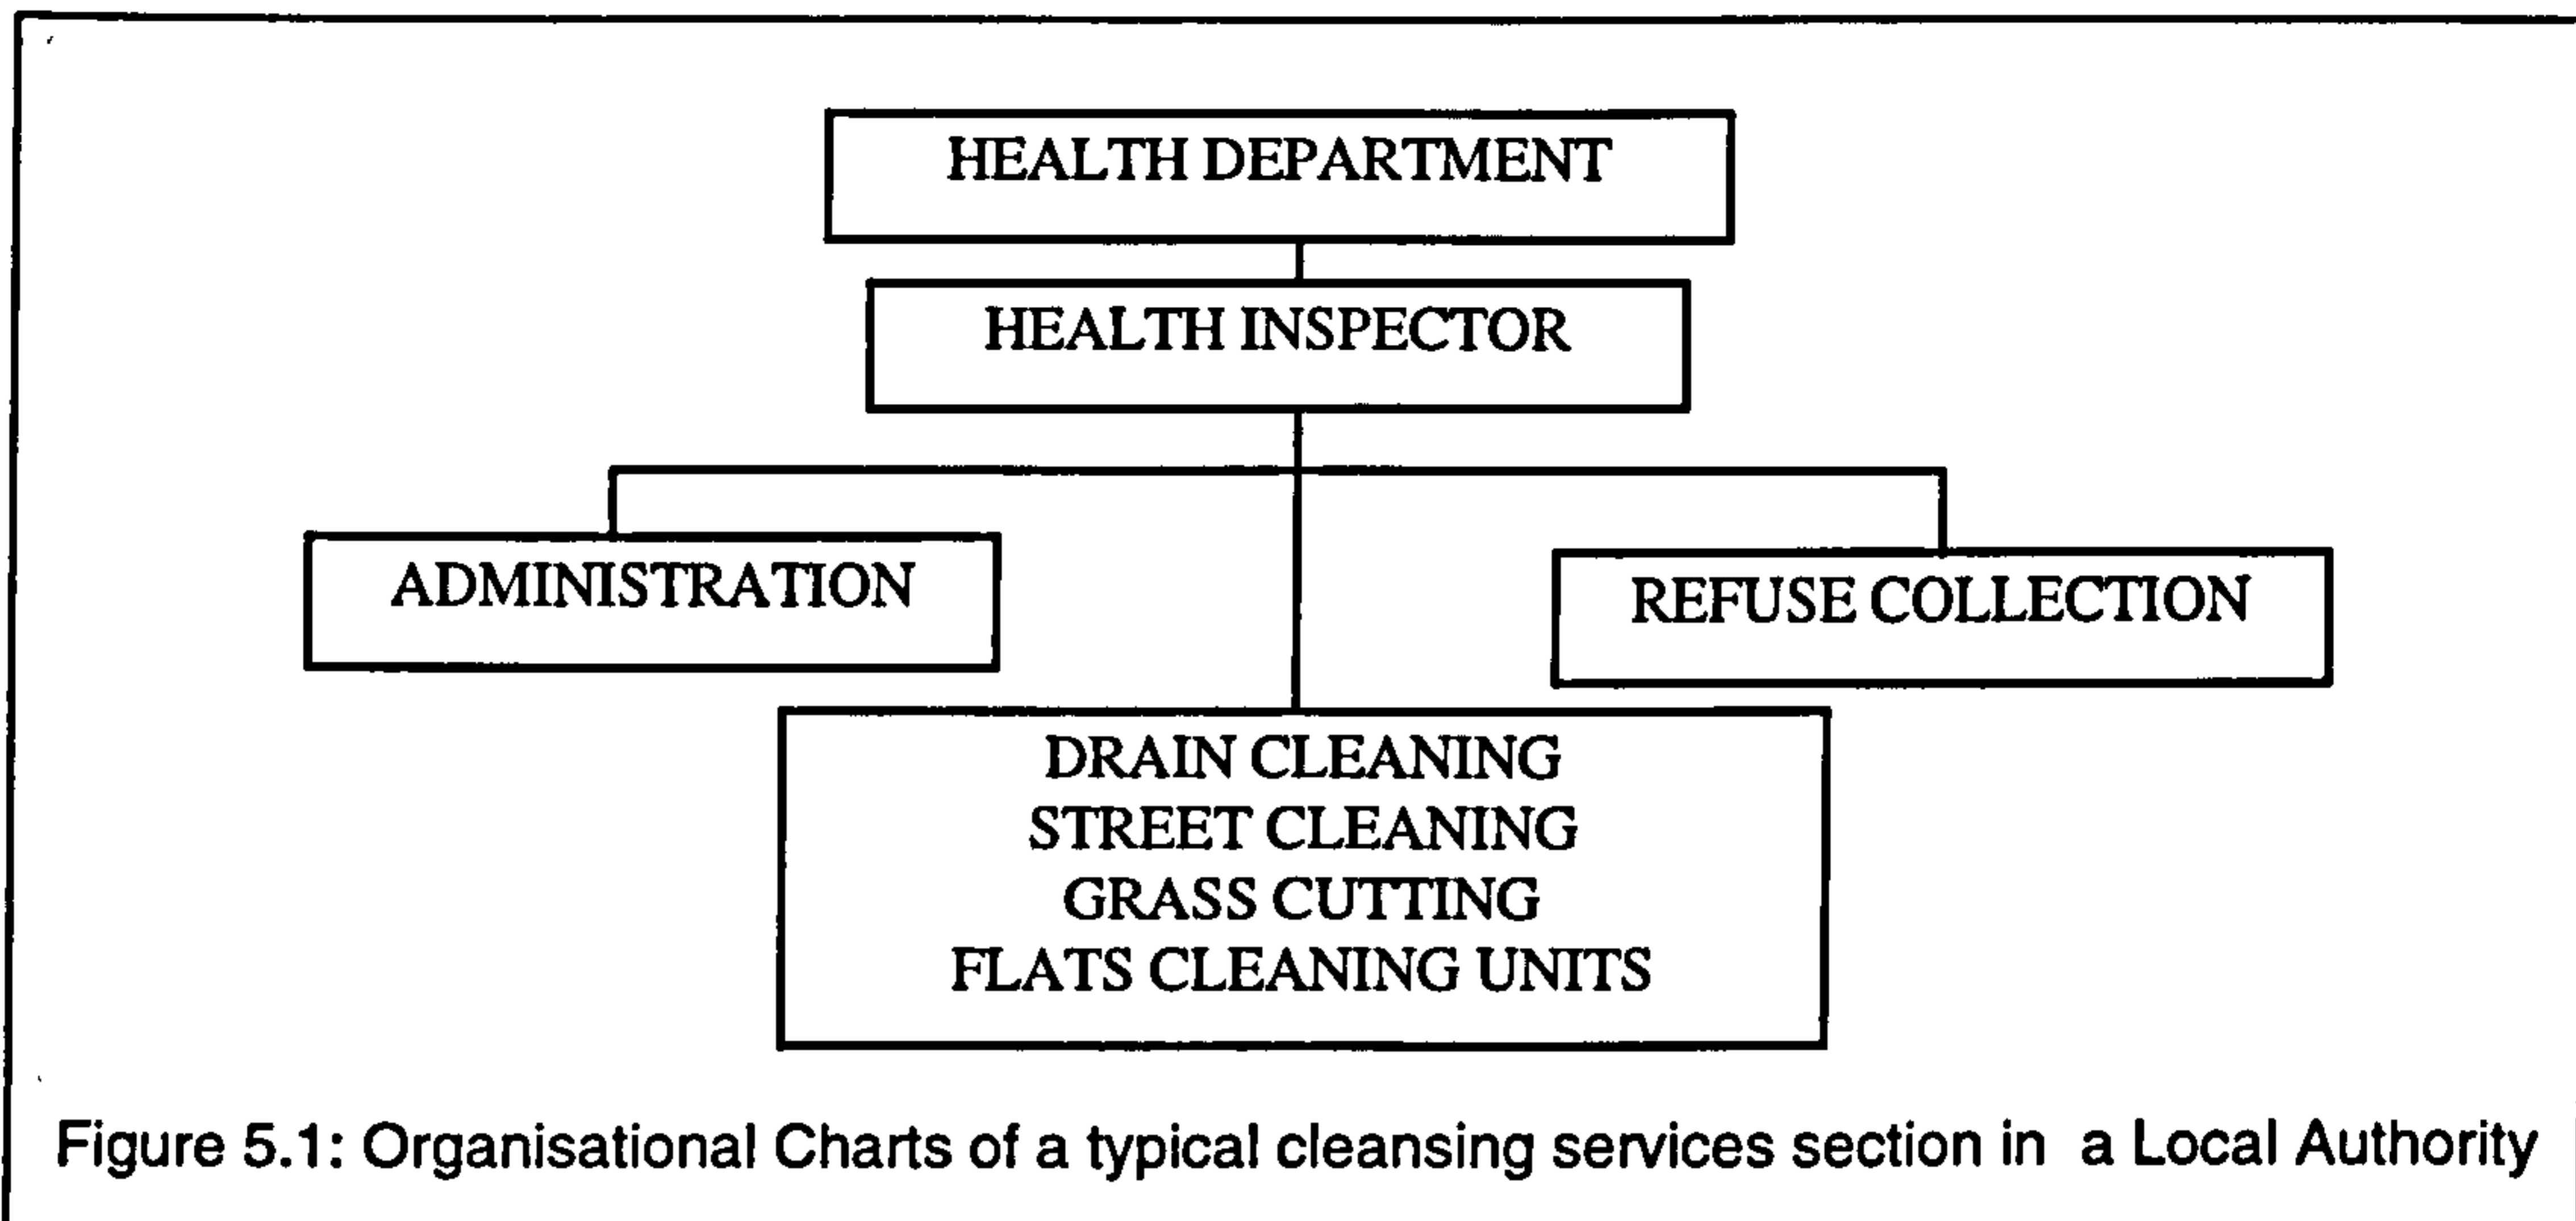 HEALTH DEPARTMENT
HEALTH INSPECTOR
ADMINISTRATION
REFUSE COLLECTION
DRAIN CLEANING
STREET CLEANING
GRASS CUTTING
FLATS CLEANING UNITS
Figure 5.1: Organisational Charts of a typical cleansing services section in a Local Authority